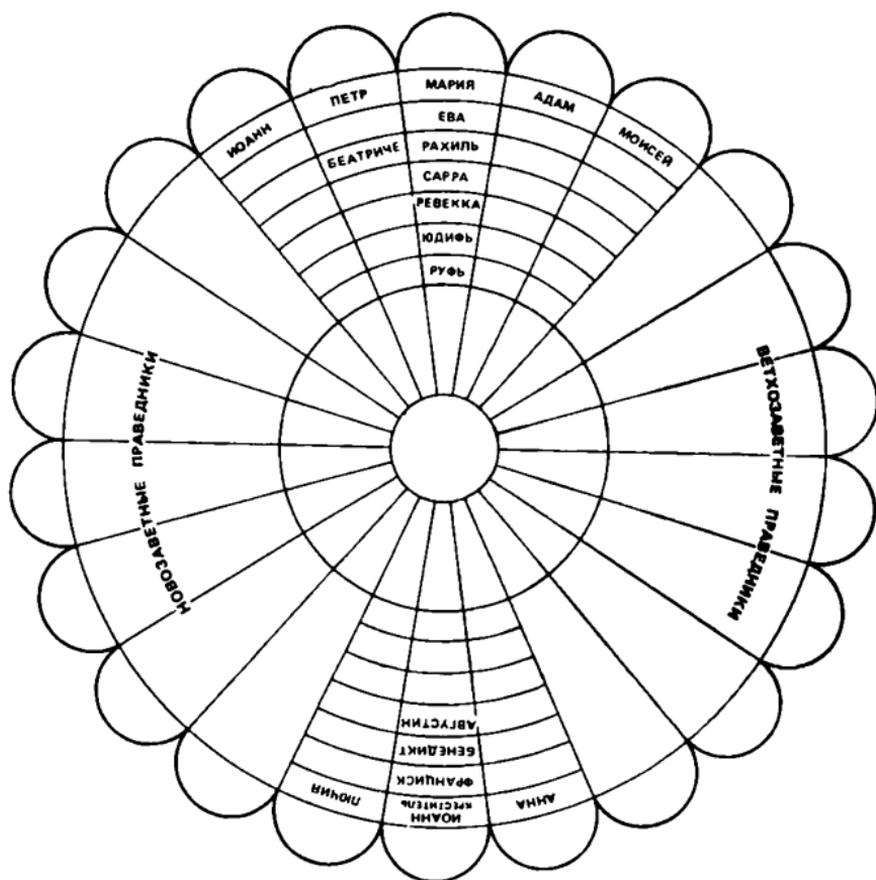 ИОАНН
ПЕТР
МАРИЯ
АДАМ
МОИСЕЙ
ЕВА
БЕАТРИЧЕ
РАХИЛЬ
САРРА
РЕВЕККА
ЮДИФЬ
РУФЬ
НОВОЗАВЕТНЫЕ ПРАВЕДНИКИ
ВЕТХОЗАВЕТНЫЕ ПРАВЕДНИКИ
АВГУСТИН
БЕНЕДИКТ
ФРАНЦИСК
ЛЮЧИЯ
ИОАНН
КРЕСТИТЕЛЬ
АННА